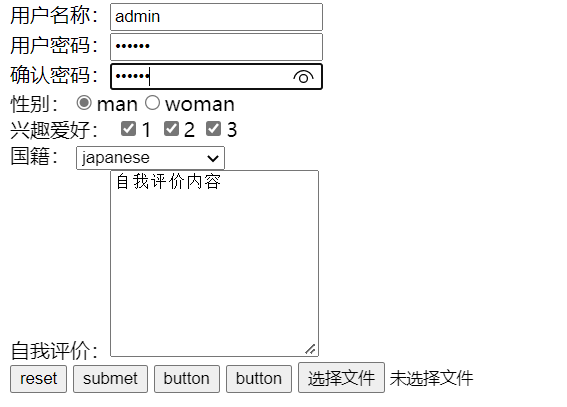 用户名称： admin
用户密码： ••••••
确认密码： ••••••
性别： man woman
兴趣爱好： 1 2 3
国籍： japanese
自我评价内容
自我评价：
reset submet button button 选择文件 未选择文件